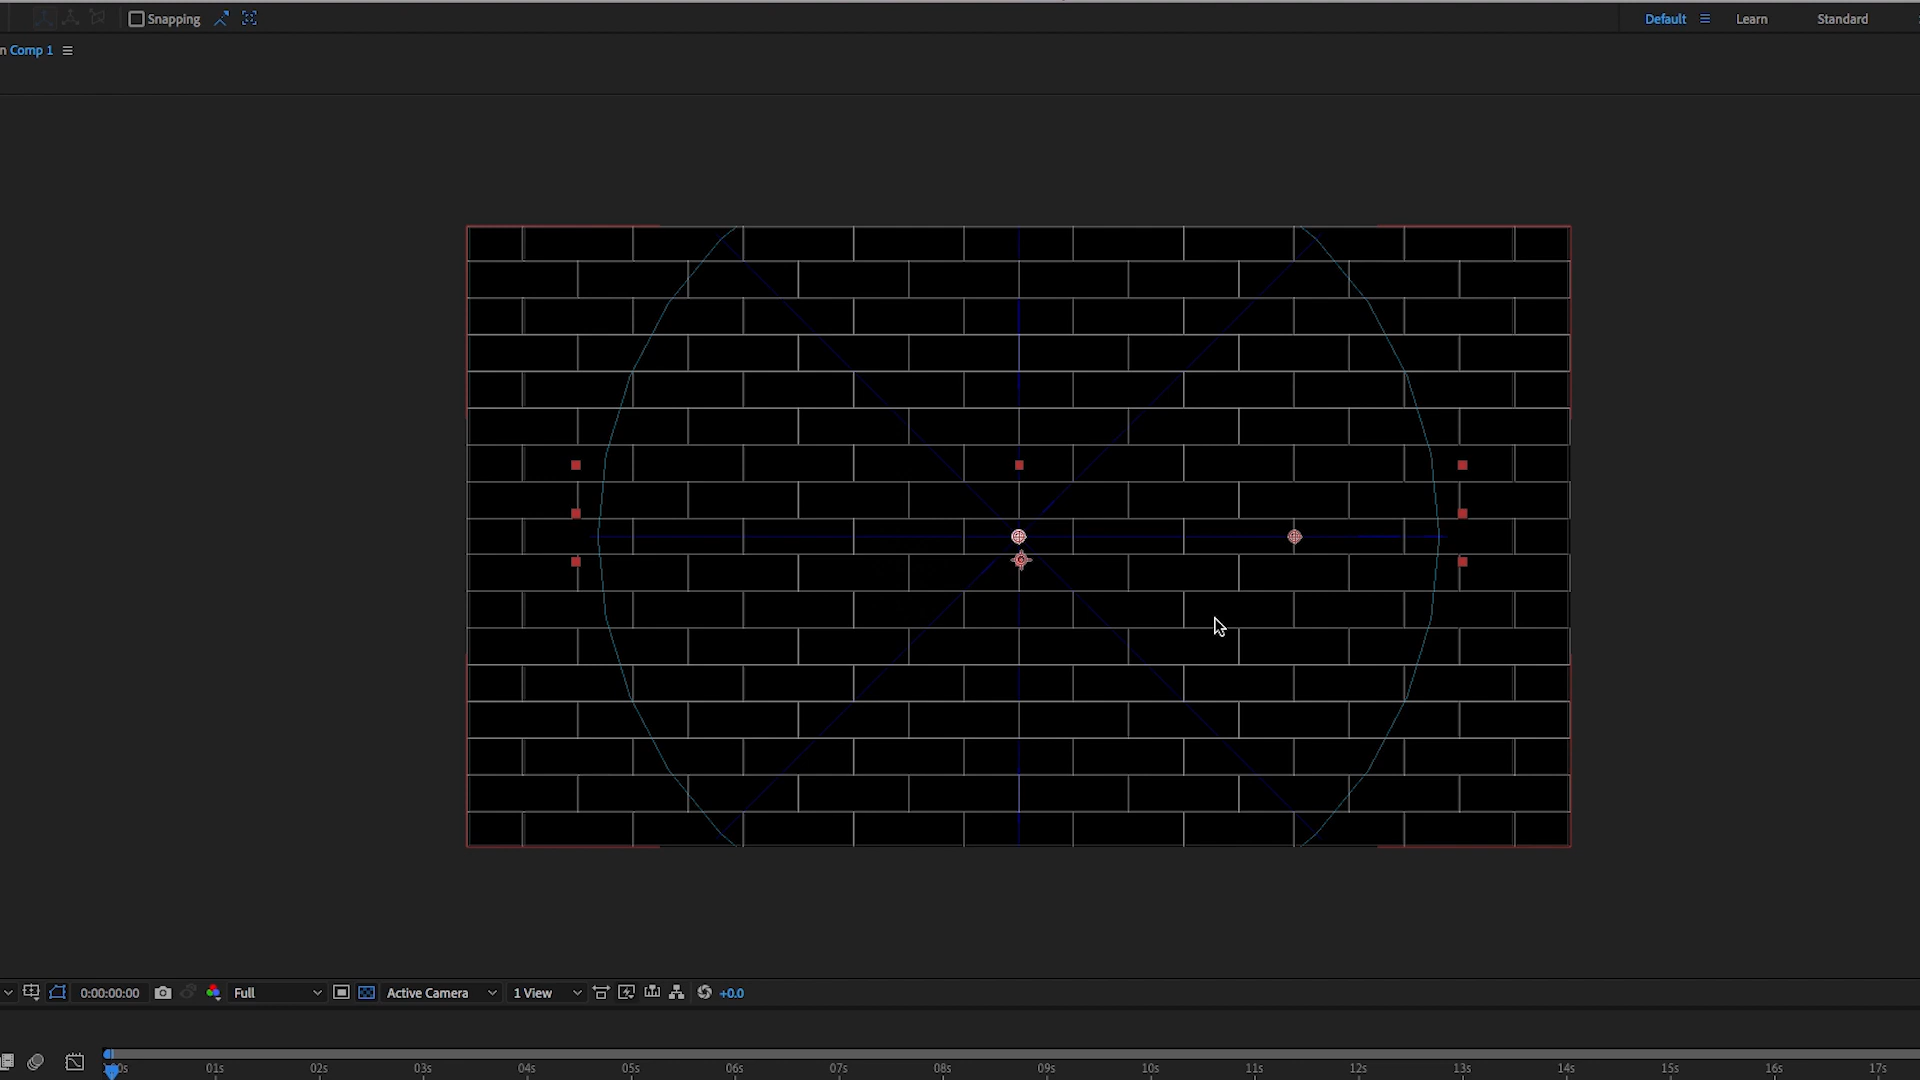 Snapping
Default
Learn
Standard
n Comp 1
0:00:00:00
Full
Active Camera
1 View
+0.0
01s
02s
03s
04s
05s
06s
07s
08s
09s
10s
11s
12s
13s
14s
15s
16s
17s